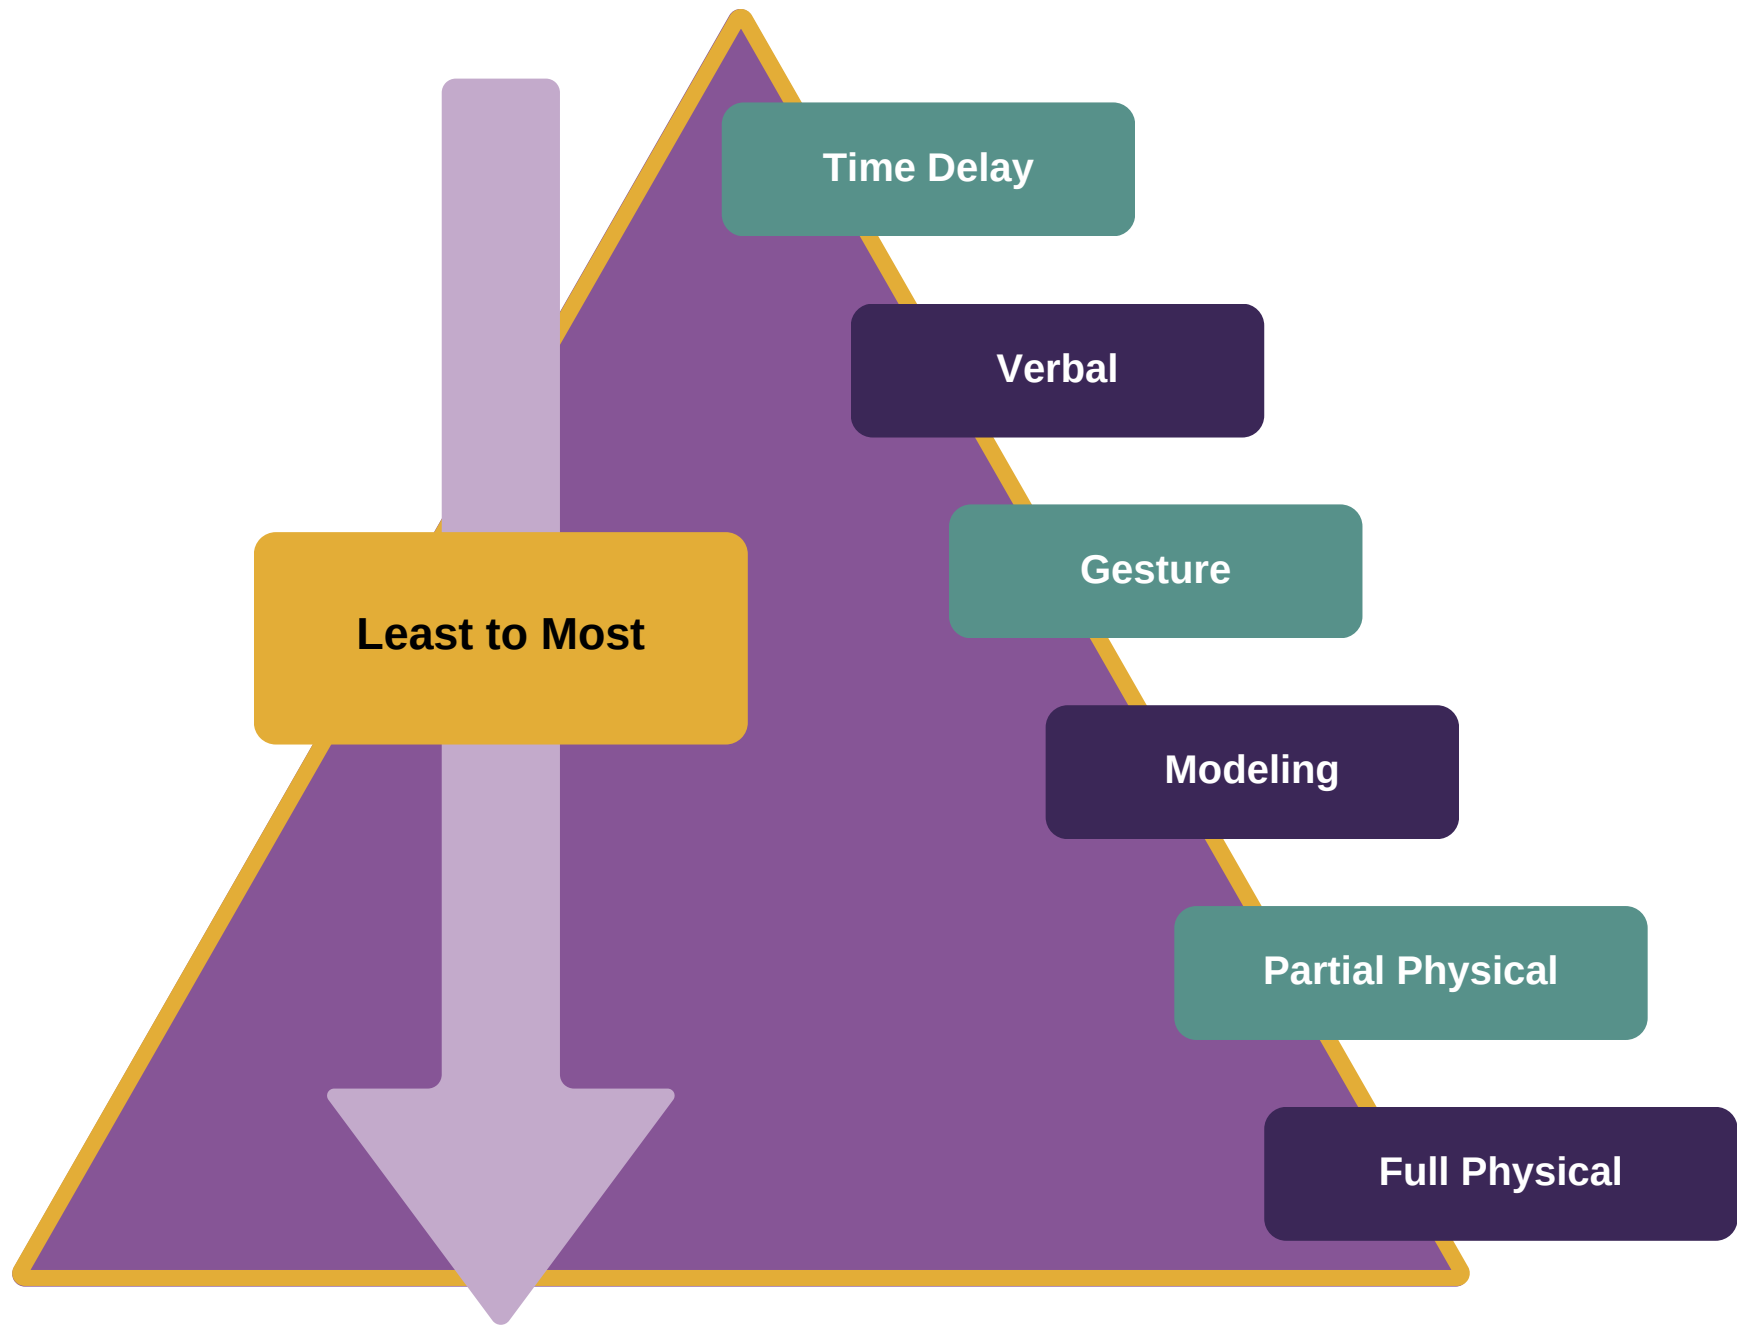 Time Delay
Verbal
Gesture
Least to Most
Modeling
Partial Physical
Full Physical